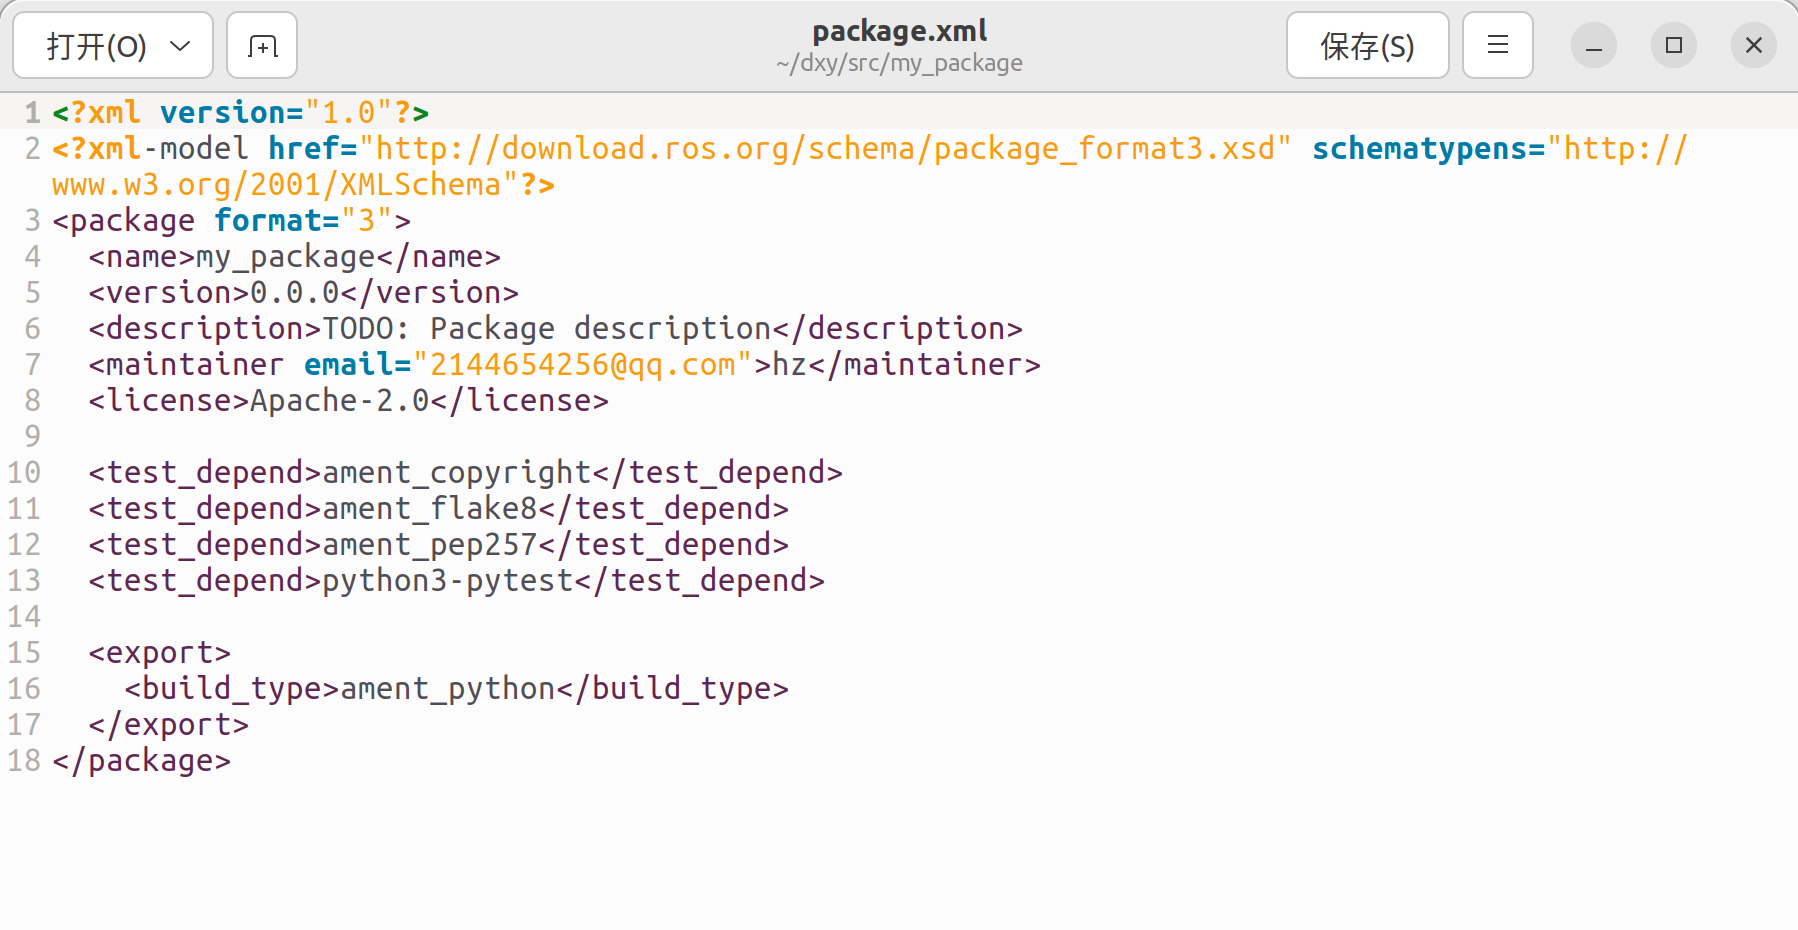 打开(O)
package.xml
~/dxy/src/my_package
保存(S)
1 <?xml version="1.0"?>
2 <?xml-model href="http://download.ros.org/schema/package_format3.xsd" schematypens="http://
www.w3.org/2001/XMLSchema"?>
3 <package format="3">
4   <name>my_package</name>
5   <version>0.0.0</version>
6   <description>TODO: Package description</description>
7   <maintainer email="2144654256@qq.com">hz</maintainer>
8   <license>Apache-2.0</license>
9
10   <test_depend>ament_copyright</test_depend>
11   <test_depend>ament_flake8</test_depend>
12   <test_depend>ament_pep257</test_depend>
13   <test_depend>python3-pytest</test_depend>
14
15   <export>
16     <build_type>ament_python</build_type>
17   </export>
18 </package>